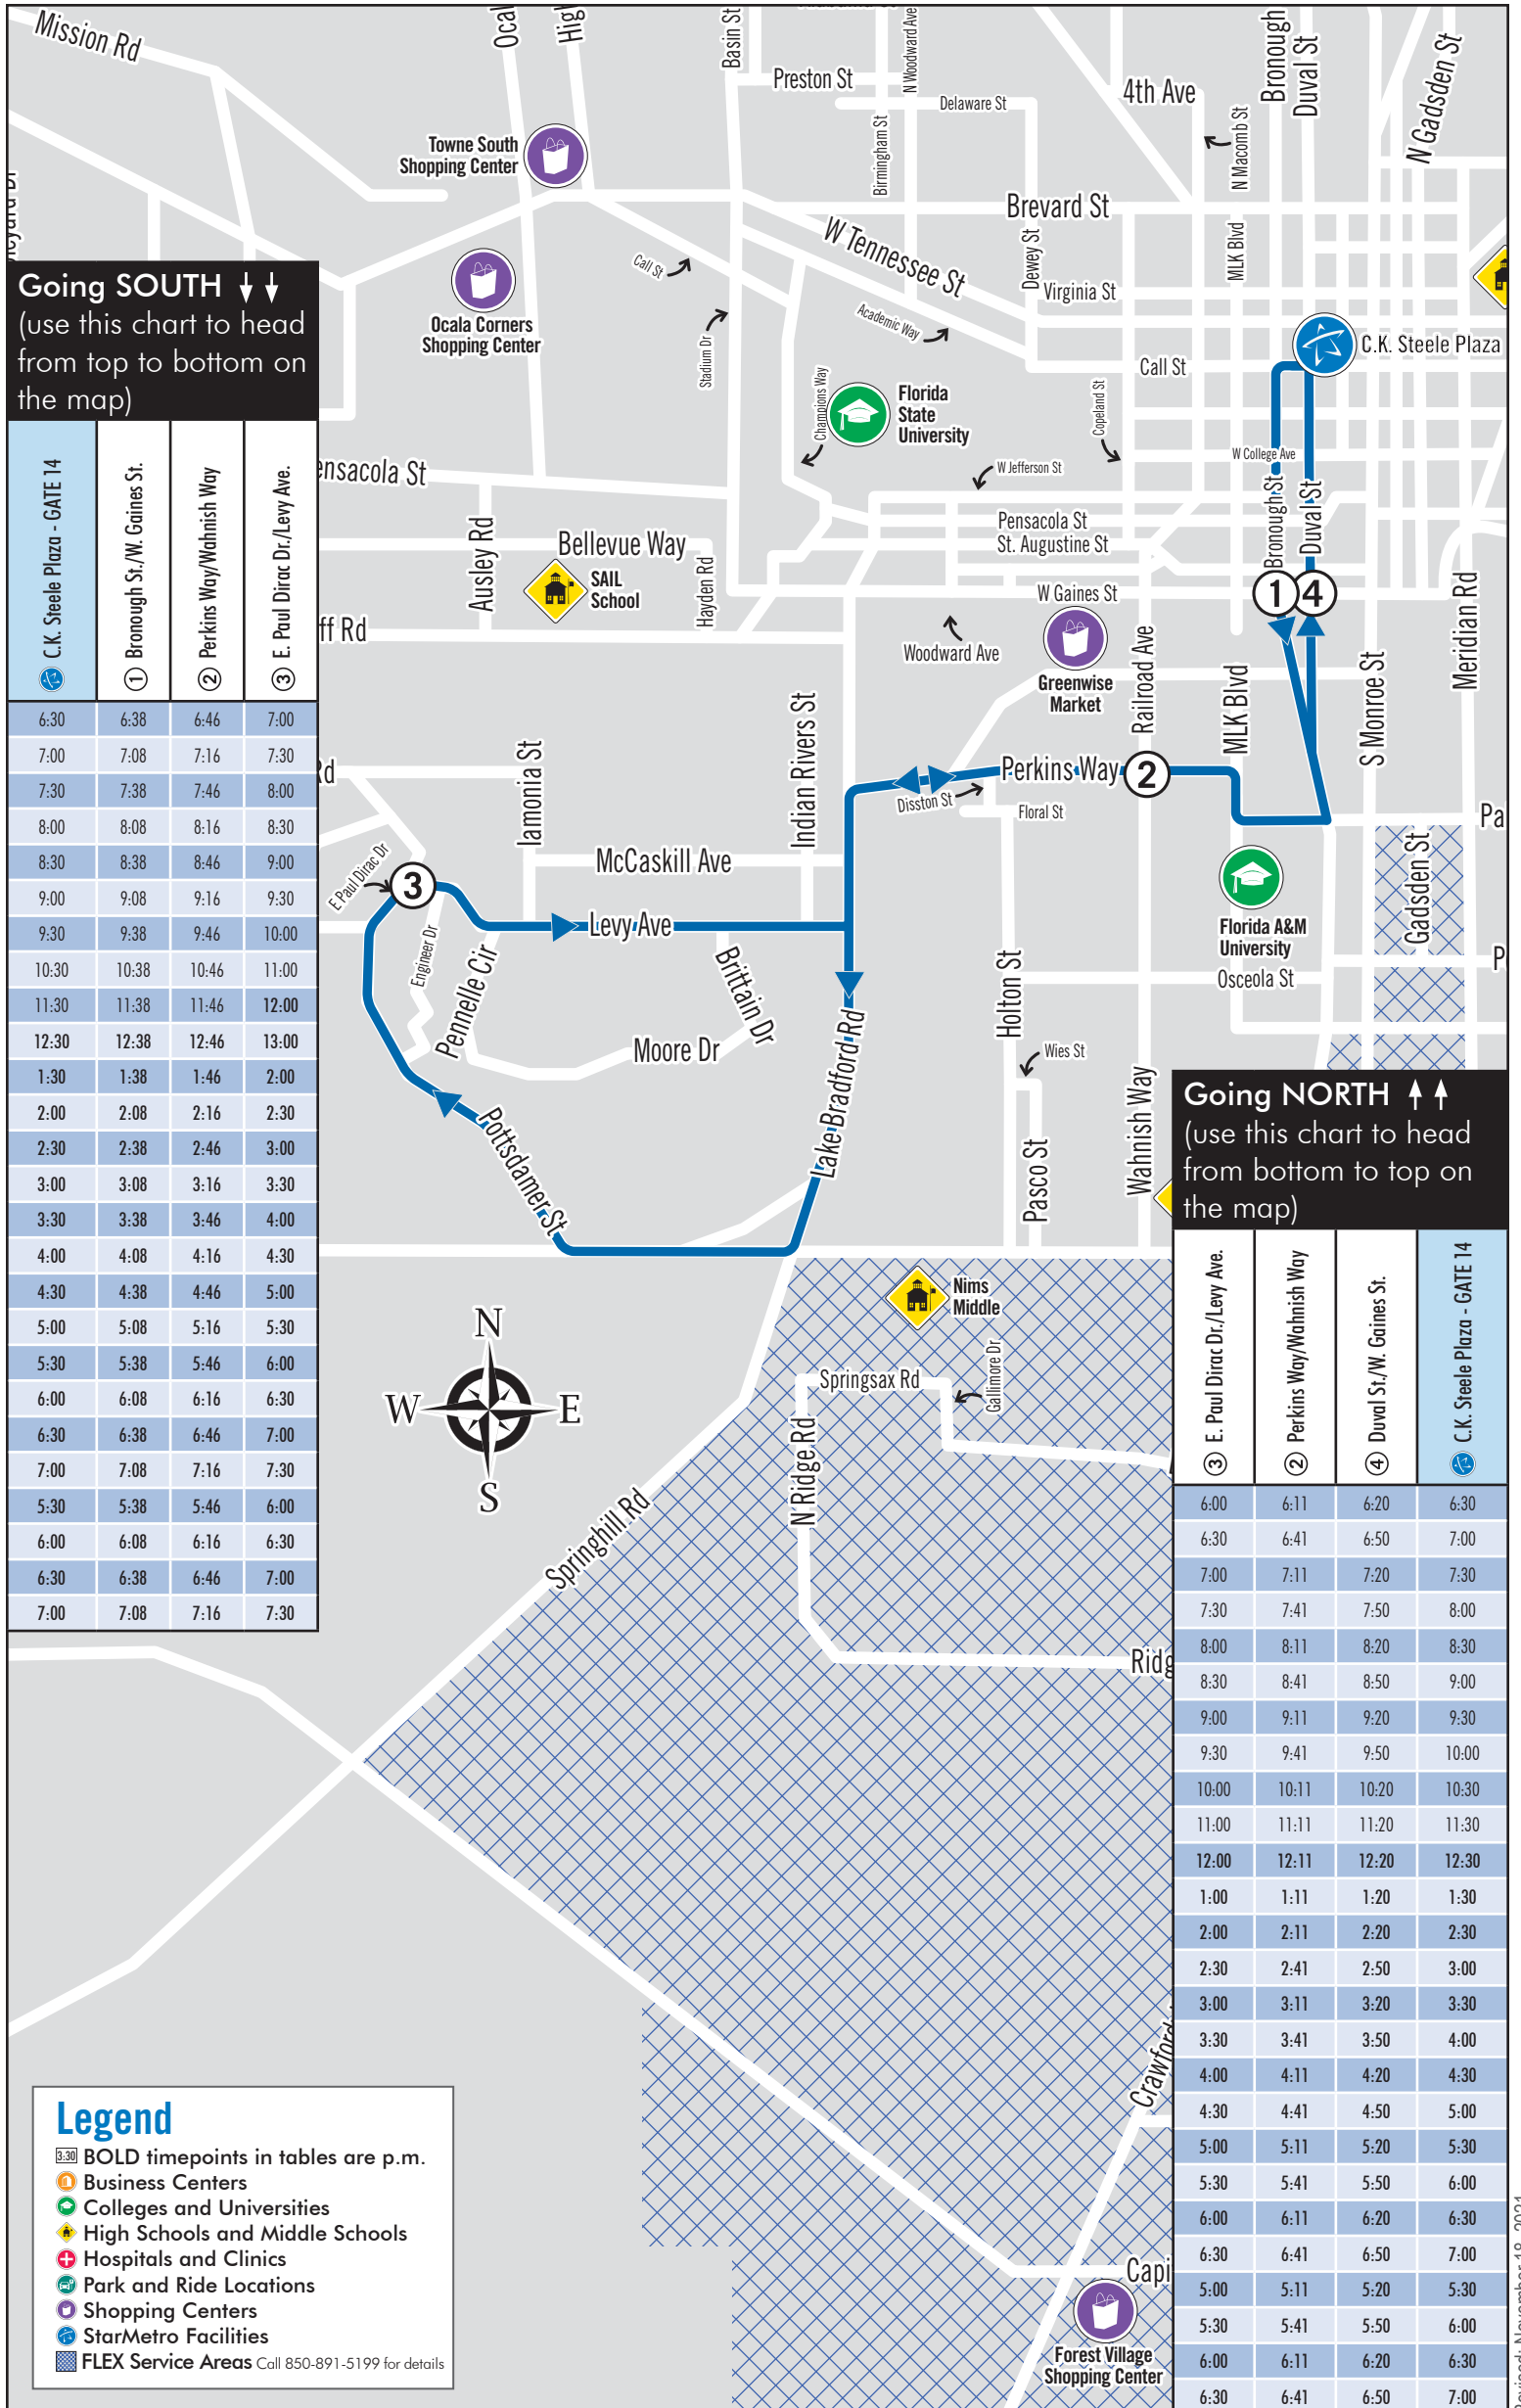 Mission Rd
Ocal
High
Basin St
Preston St
N Woodward Ave
Birmingham St
Delaware St
4th Ave
Bronough
Duval St
N Macomb St
N Gadsden St
Towne South
Shopping Center
Brevard St
W Tennessee St
Dewey St
MLK Blvd
Virginia St
Call St
Ocala Corners
Shopping Center
Stadium Dr
Academic Way
C.K. Steele Plaza
Call St
Champions Way
Florida
State
University
Copeland St
W College Ave
W Jefferson St
ensacola St
Ausley Rd
Bellevue Way
SAIL
School
Hayden Rd
Pensacola St
St. Augustine St
Bronough St
Duval St
1
4
W Gaines St
ff Rd
Woodward Ave
Greenwise
Market
Railroad Ave
MLK Blvd
S Monroe St
Meridian Rd
Rd
Iamonia St
Indian Rivers St
Perkins Way
2
Disston St
Floral St
Pa
E Paul Dirac Dr
3
McCaskill Ave
Levy Ave
Florida A&M
University
Gadsden St
Engineer Dr
Pennelle Cir
Brittain Dr
Holton St
Osceola St
P
Moore Dr
Lake Bradford Rd
Wies St
Pottsdamer St
Pasco St
Wahnish Way
Nims
Middle
N
W
E
S
Springsax Rd
Gallimore Dr
N Ridge Rd
Springhill Rd
Ridg
Crawford
Capi
Forest Village
Shopping Center
Going SOUTH ↓ ↓
(use this chart to head
from top to bottom on
the map)
C.K. Steele Plaza - GATE 14
① Bronough St./W. Gaines St.
② Perkins Way/Wahnish Way
③ E. Paul Dirac Dr./Levy Ave.
6:30 6:38 6:46 7:00
7:00 7:08 7:16 7:30
7:30 7:38 7:46 8:00
8:00 8:08 8:16 8:30
8:30 8:38 8:46 9:00
9:00 9:08 9:16 9:30
9:30 9:38 9:46 10:00
10:30 10:38 10:46 11:00
11:30 11:38 11:46 12:00
12:30 12:38 12:46 13:00
1:30 1:38 1:46 2:00
2:00 2:08 2:16 2:30
2:30 2:38 2:46 3:00
3:00 3:08 3:16 3:30
3:30 3:38 3:46 4:00
4:00 4:08 4:16 4:30
4:30 4:38 4:46 5:00
5:00 5:08 5:16 5:30
5:30 5:38 5:46 6:00
6:00 6:08 6:16 6:30
6:30 6:38 6:46 7:00
7:00 7:08 7:16 7:30
5:30 5:38 5:46 6:00
6:00 6:08 6:16 6:30
6:30 6:38 6:46 7:00
7:00 7:08 7:16 7:30
Going NORTH ↑ ↑
(use this chart to head
from bottom to top on
the map)
③ E. Paul Dirac Dr./Levy Ave.
② Perkins Way/Wahnish Way
④ Duval St./W. Gaines St.
C.K. Steele Plaza - GATE 14
6:00 6:11 6:20 6:30
6:30 6:41 6:50 7:00
7:00 7:11 7:20 7:30
7:30 7:41 7:50 8:00
8:00 8:11 8:20 8:30
8:30 8:41 8:50 9:00
9:00 9:11 9:20 9:30
9:30 9:41 9:50 10:00
10:00 10:11 10:20 10:30
11:00 11:11 11:20 11:30
12:00 12:11 12:20 12:30
1:00 1:11 1:20 1:30
2:00 2:11 2:20 2:30
2:30 2:41 2:50 3:00
3:00 3:11 3:20 3:30
3:30 3:41 3:50 4:00
4:00 4:11 4:20 4:30
4:30 4:41 4:50 5:00
5:00 5:11 5:20 5:30
5:30 5:41 5:50 6:00
6:00 6:11 6:20 6:30
6:30 6:41 6:50 7:00
5:00 5:11 5:20 5:30
5:30 5:41 5:50 6:00
6:00 6:11 6:20 6:30
6:30 6:41 6:50 7:00
Legend
3:30 BOLD timepoints in tables are p.m.
Business Centers
Colleges and Universities
High Schools and Middle Schools
Hospitals and Clinics
Park and Ride Locations
Shopping Centers
StarMetro Facilities
FLEX Service Areas Call 850-891-5199 for details